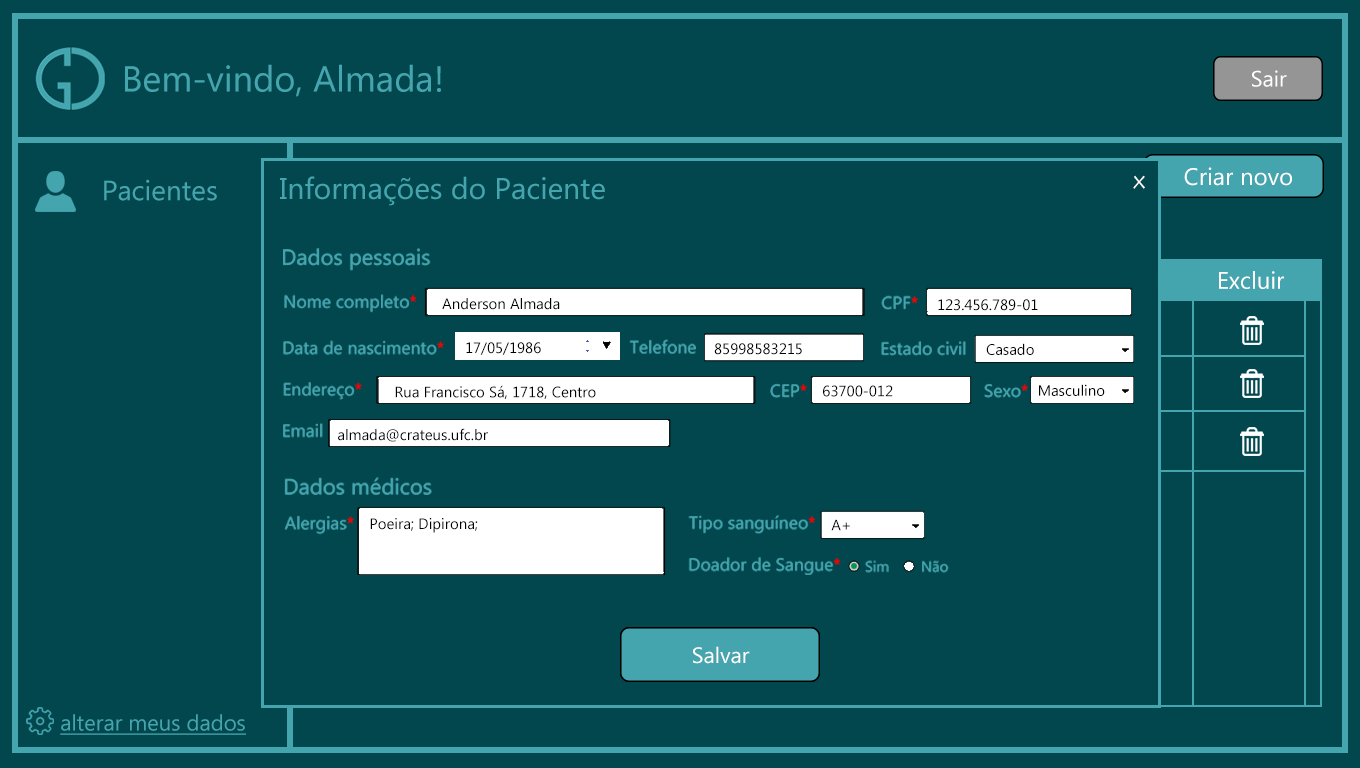 Bem-vindo, Almada!
Sair
Pacientes
Criar novo
Informações do Paciente
X
Excluir
Dados pessoais
Nome completo* Anderson Almada CPF* 123.456.789-01
Data de nascimento* 17/05/1986 Telefone 85998583215 Estado civil Casado
Endereço* Rua Francisco Sá, 1718, Centro CEP* 63700-012 Sexo* Masculino
Email almada@crateus.ufc.br
Dados médicos
Alergias* Poeira; Dipirona; Tipo sanguíneo* A+
Doador de Sangue* Sim Não
Salvar
alterar meus dados